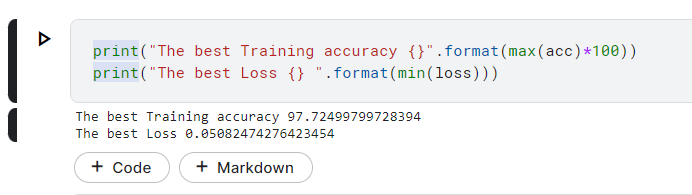 print("The best Training accuracy {}".format(max(acc)*100))
print("The best Loss {} ".format(min(loss)))
The best Training accuracy 97.72499799728394
The best Loss 0.05082474276423454
+ Code + Markdown